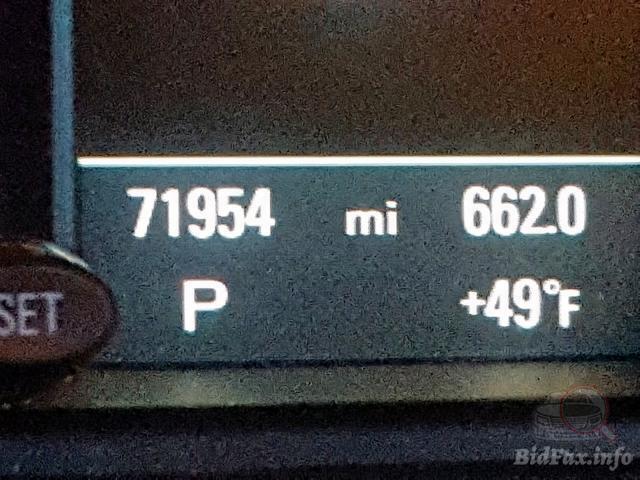 71954 mi 662.0
P +49°F
SET
BidFax.info